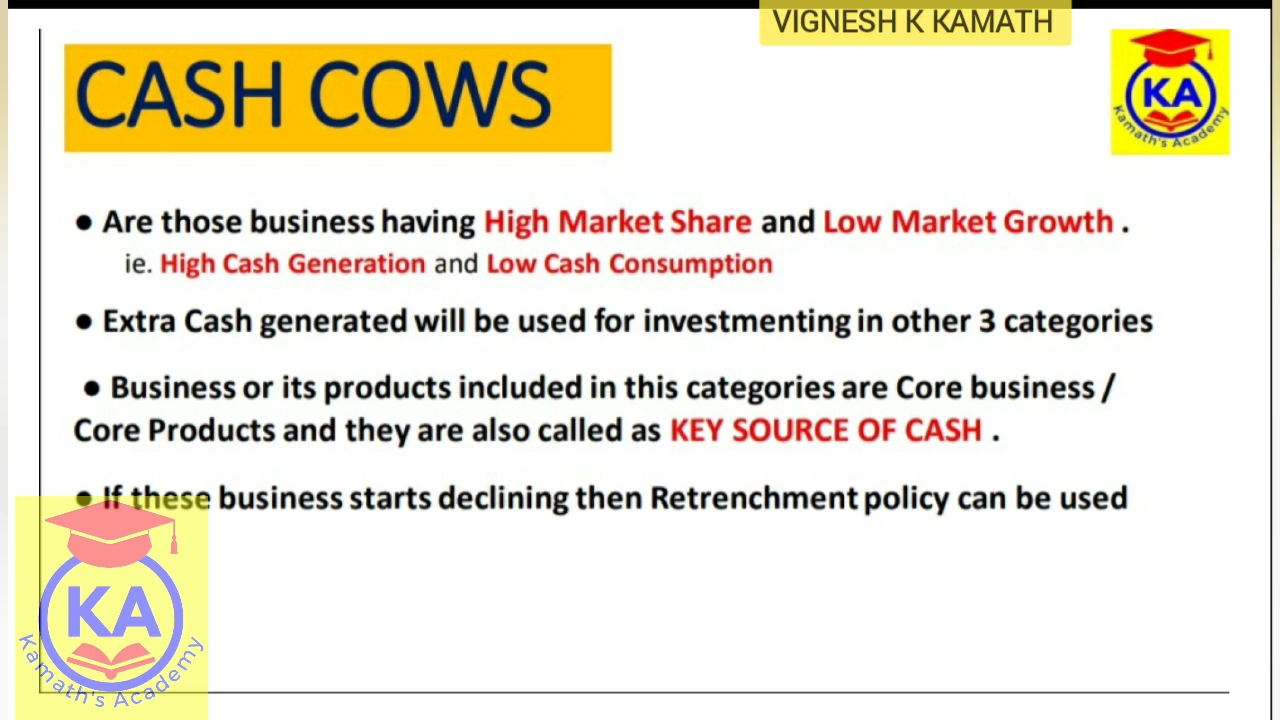 VIGNESH K KAMATH
CASH COWS
KA
Kamath's Academy
● Are those business having High Market Share and Low Market Growth .
ie. High Cash Generation and Low Cash Consumption
● Extra Cash generated will be used for investmenting in other 3 categories
● Business or its products included in this categories are Core business /
Core Products and they are also called as KEY SOURCE OF CASH .
● If these business starts declining then Retrenchment policy can be used
KA
Kamath's Academy